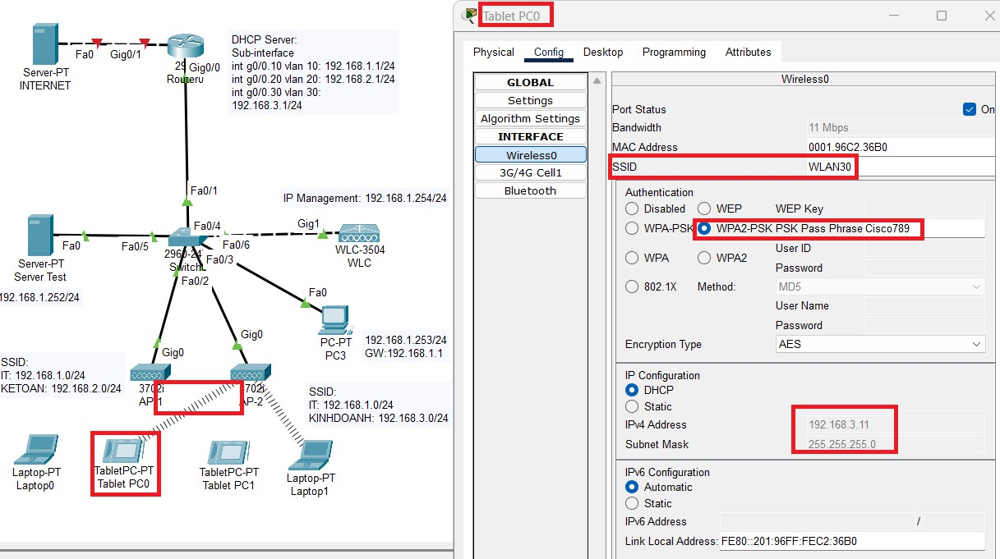 Server-PT
INTERNET
Fa0
Gig0/1
Gig0/0
DHCP Server:
Sub-interface
int g0/0.10 vlan 10: 192.168.1.1/24
int g0/0.20 vlan 20: 192.168.2.1/24
int g0/0.30 vlan 30:
192.168.3.1/24
Fa0/1
IP Management: 192.168.1.254/24
Fa0/4
Gig1
Fa0
Fa0/5
Fa0/6
2960-24
Switch
Fa0/3
WLC-3504
WLC
Server-PT
Server Test
Fa0/2
192.168.1.252/24
Fa0
Gig0
PC-PT
PC3
192.168.1.253/24
GW:192.168.1.1
Gig0
SSID:
IT: 192.168.1.0/24
KETOAN: 192.168.2.0/24
3702i
AP-1
702i
AP-2
SSID:
IT: 192.168.1.0/24
KINHDOANH: 192.168.3.0/24
Laptop-PT
Laptop0
TabletPC-PT
Tablet PC0
TabletPC-PT
Tablet PC1
Laptop-PT
Laptop1
Tablet PC0
Physical Config Desktop Programming Attributes
GLOBAL
Settings
Algorithm Settings
INTERFACE
Wireless0
3G/4G Cell1
Bluetooth
Wireless0
Port Status On
Bandwidth 11 Mbps
MAC Address 0001.96C2.36B0
SSID WLAN30
Authentication
Disabled WEP WEP Key
WPA-PSK WPA2-PSK PSK Pass Phrase Cisco789
User ID
WPA WPA2
Password
802.1X Method: MD5
User Name
Password
Encryption Type AES
IP Configuration
DHCP
Static
IPv4 Address 192.168.3.11
Subnet Mask 255.255.255.0
IPv6 Configuration
Automatic
Static
IPv6 Address /
Link Local Address: FE80::201:96FF:FEC2:36B0